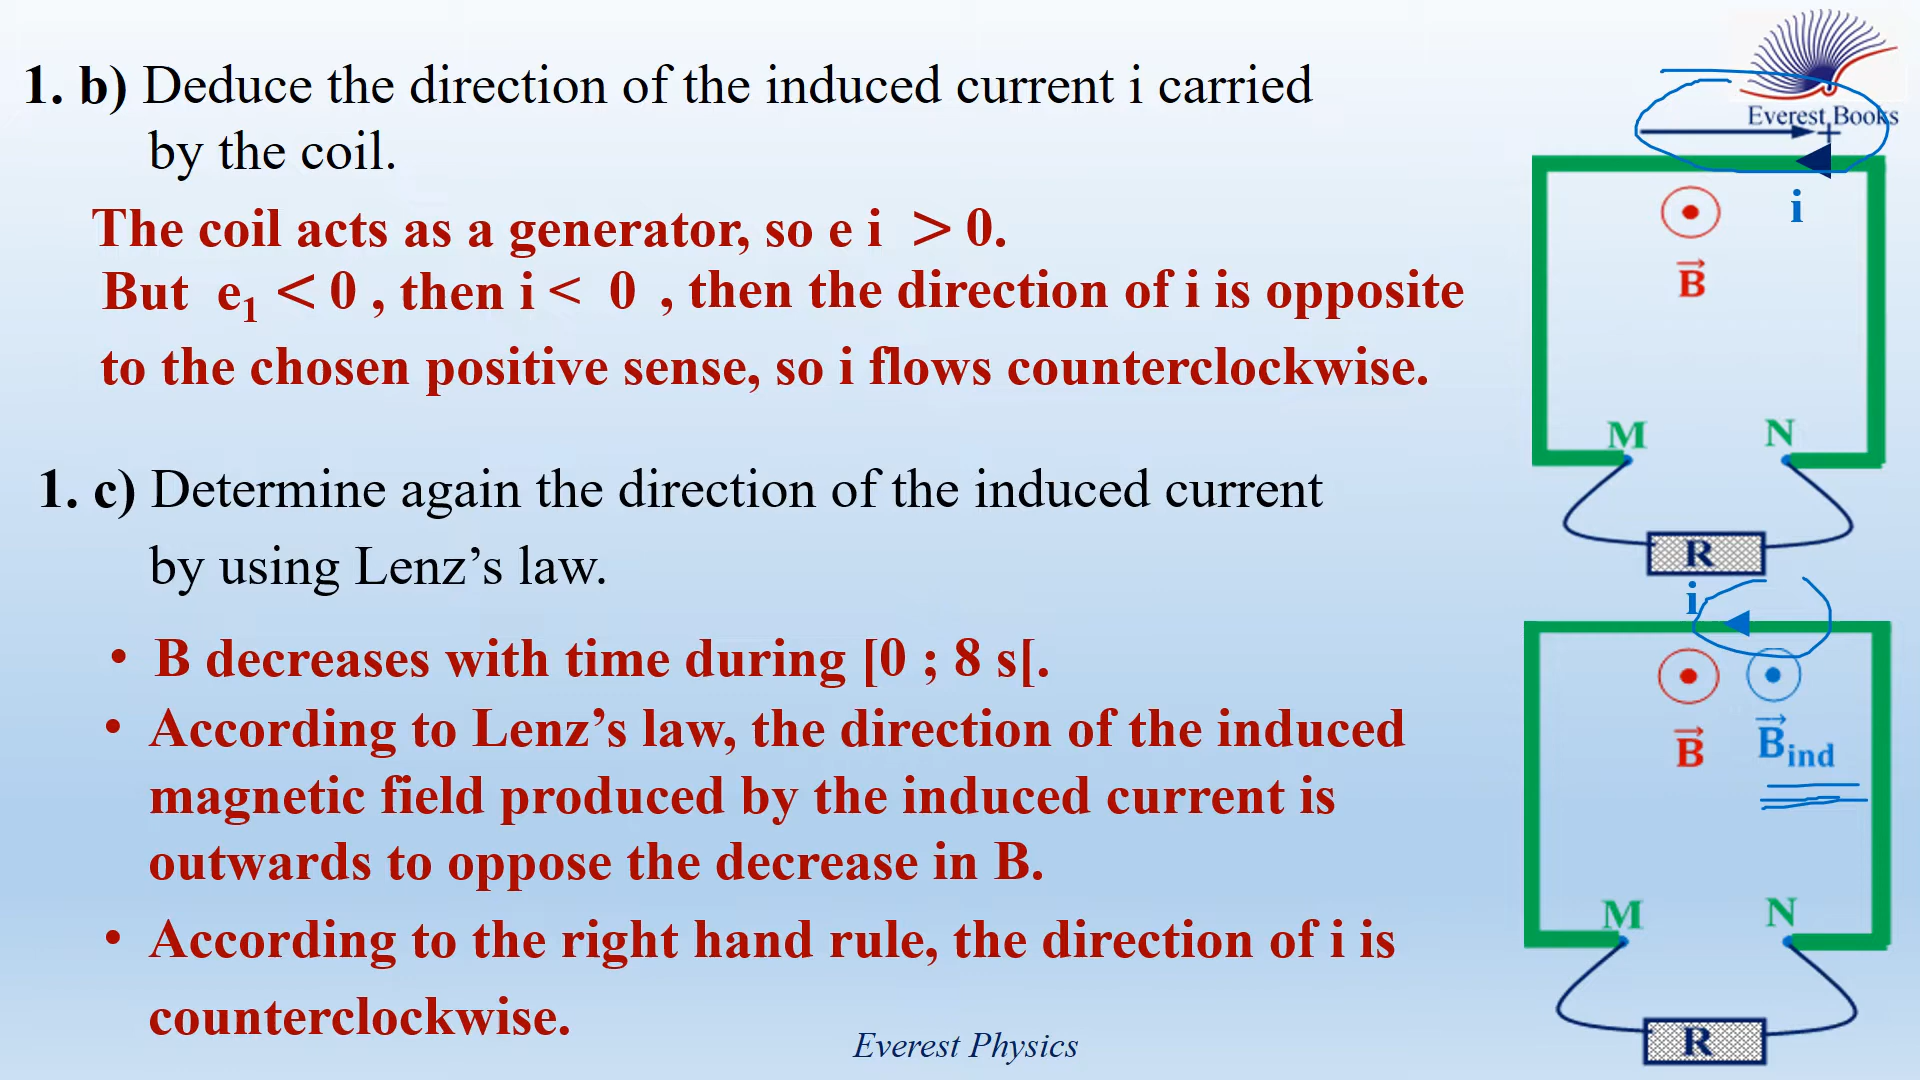 1. b) Deduce the direction of the induced current i carried
by the coil.
The coil acts as a generator, so e i > 0.
But e₁ < 0 , then i < 0 , then the direction of i is opposite
to the chosen positive sense, so i flows counterclockwise.
1. c) Determine again the direction of the induced current
by using Lenz’s law.
• B decreases with time during [0 ; 8 s[.
• According to Lenz’s law, the direction of the induced
magnetic field produced by the induced current is
outwards to oppose the decrease in B.
• According to the right hand rule, the direction of i is
counterclockwise.
Everest Physics
Everest Books
+
i
B⃗
M N
R
i
B⃗ B⃗ind
M N
R